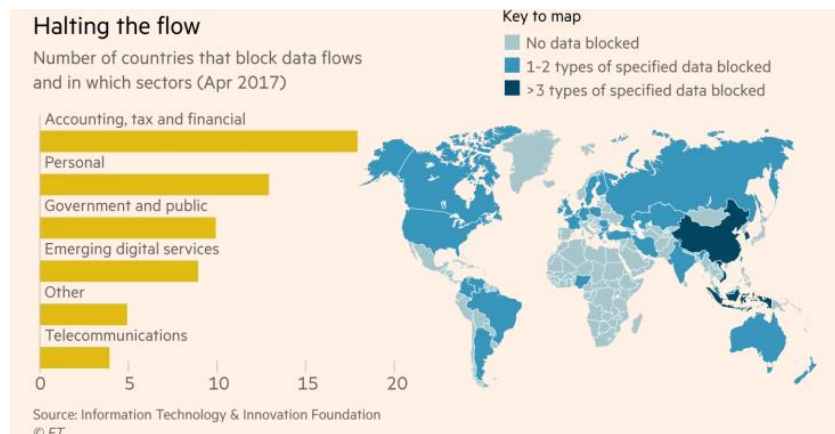 Halting the flow
Number of countries that block data flows
and in which sectors (Apr 2017)
Key to map
No data blocked
1-2 types of specified data blocked
>3 types of specified data blocked
Accounting, tax and financial
Personal
Government and public
Emerging digital services
Other
Telecommunications
0 5 10 15 20
Source: Information Technology & Innovation Foundation
© FT